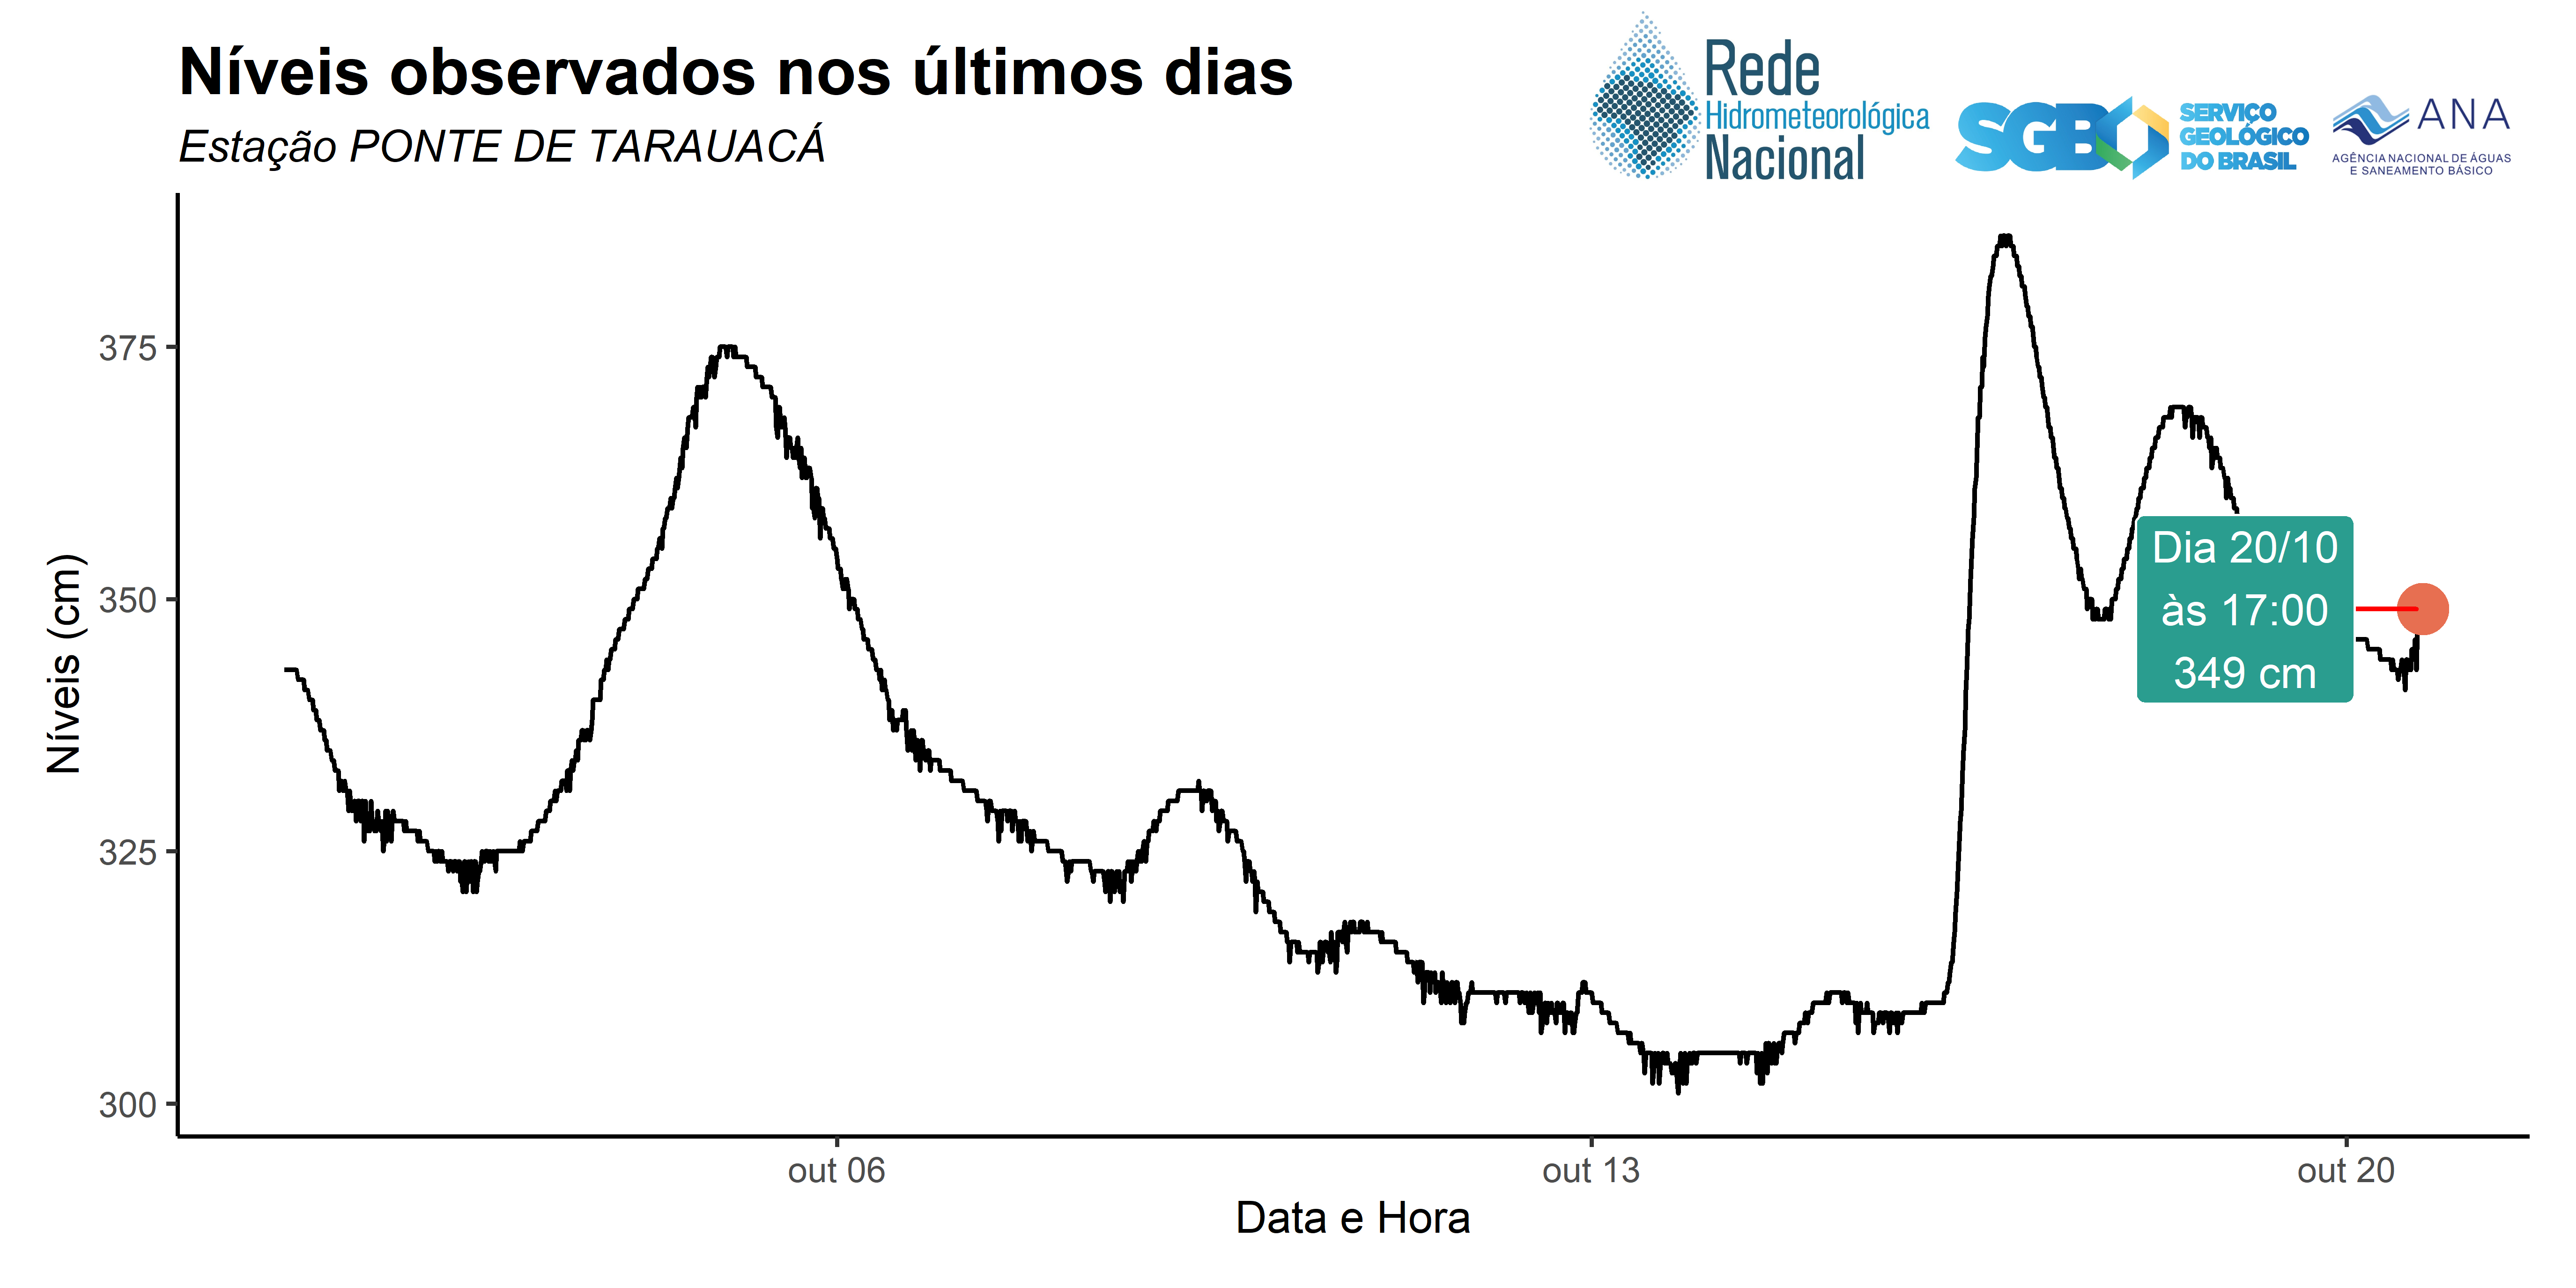 Níveis observados nos últimos dias
Estação PONTE DE TARAUACÁ
Rede
Hidrometeorológica
Nacional
SGB
SERVIÇO
GEOLÓGICO
DO BRASIL
ANA
AGÊNCIA NACIONAL DE ÁGUAS
E SANEAMENTO BÁSICO
Níveis (cm)
375
350
325
300
Dia 20/10
às 17:00
349 cm
out 06
out 13
out 20
Data e Hora